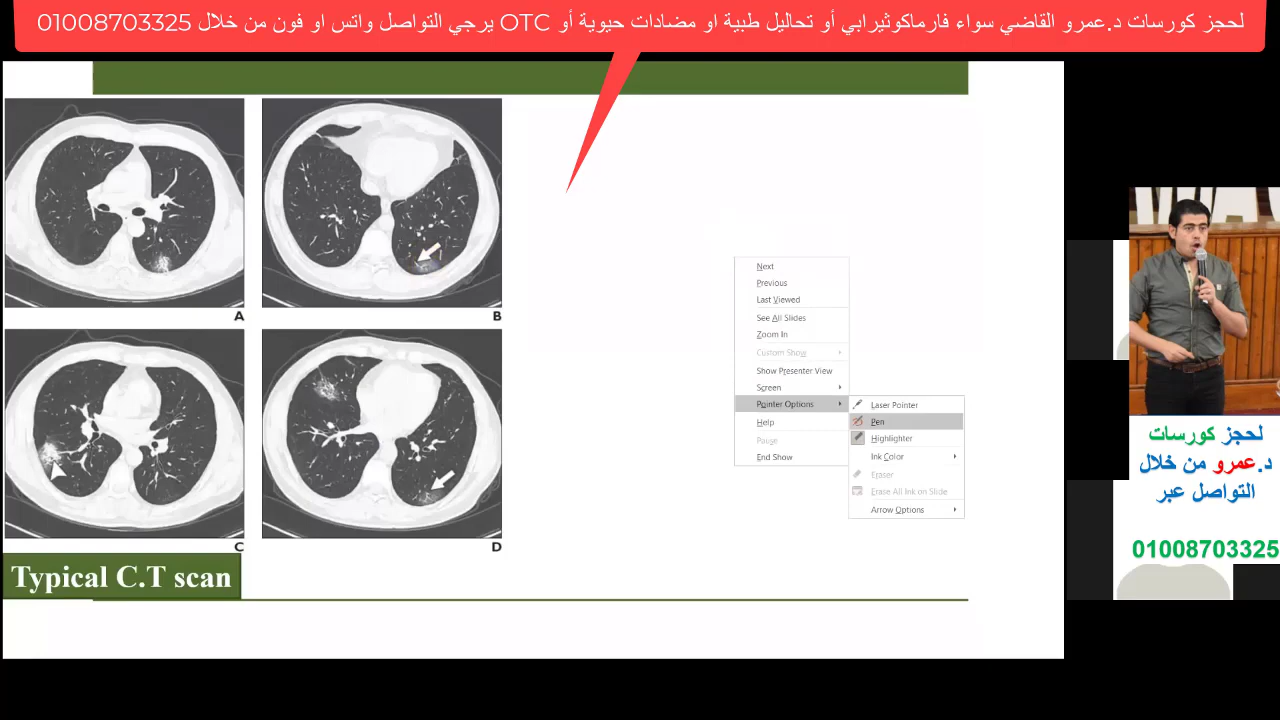 لحجز كورسات د.عمرو القاضي سواء فارماكوثيرابي أو تحاليل طبية او مضادات حيوية أو OTC يرجي التواصل واتس او فون من خلال 01008703325
A
B
C
D
Typical C.T scan
Next
Previous
Last Viewed
See All Slides
Zoom In
Custom Show
Show Presenter View
Screen
Pointer Options
Help
Pause
End Show
Laser Pointer
Pen
Highlighter
Ink Color
Eraser
Erase All Ink on Slide
Arrow Options
لحجز كورسات
د.عمرو من خلال
التواصل عبر
01008703325